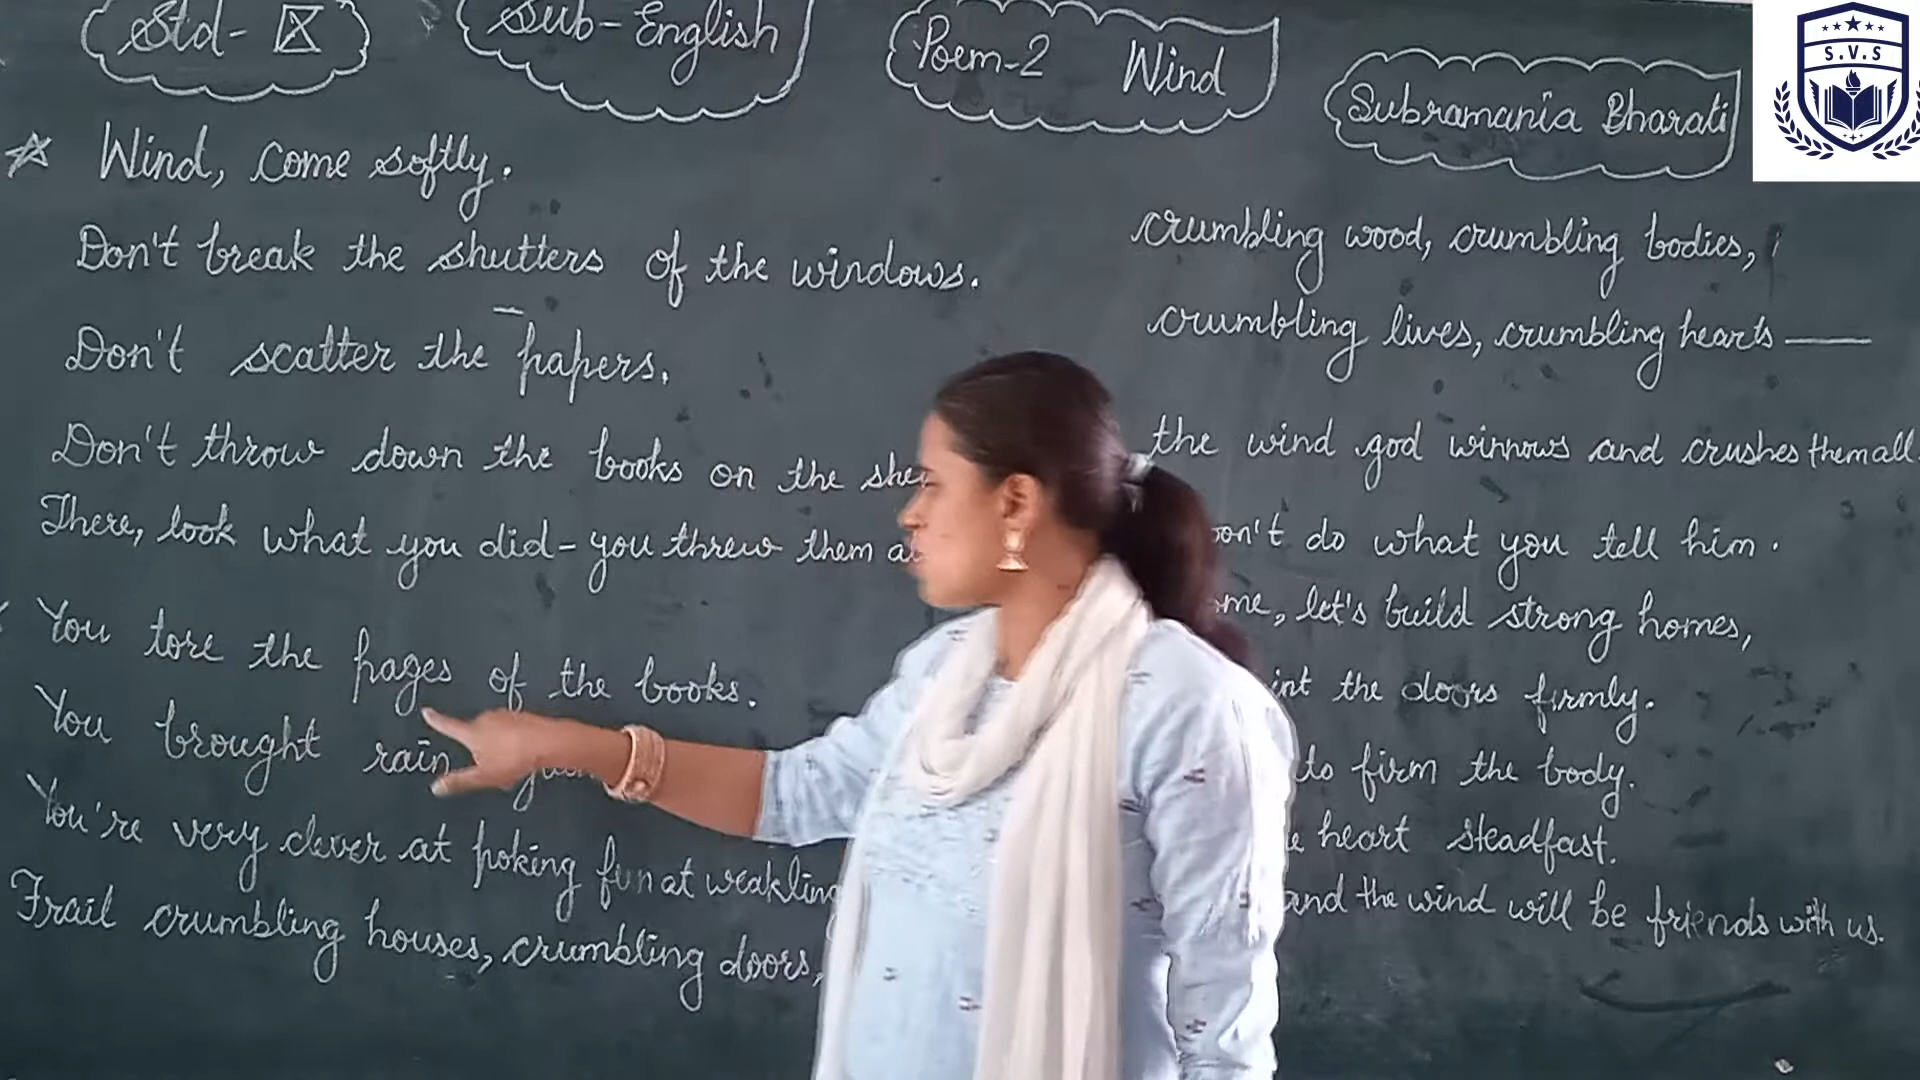 Std- IX
Sub-English
Poem-2 Wind
Subramania Bharati
S.V.S
Wind, come softly.
Don't break the shutters of the windows.
Don't scatter the papers.
Don't throw down the books on the
There, look what you did- you threw them
You tore the pages of the books.
You brought rain
You're very clever at poking fun at weakling
Frail crumbling houses, crumbling doors,
crumbling wood, crumbling bodies,
crumbling lives, crumbling hearts —
the wind god winnows and crushes them all.
do what you tell him.
let's build strong homes,
the doors firmly.
to firm the body.
heart steadfast.
and the wind will be friends with us.